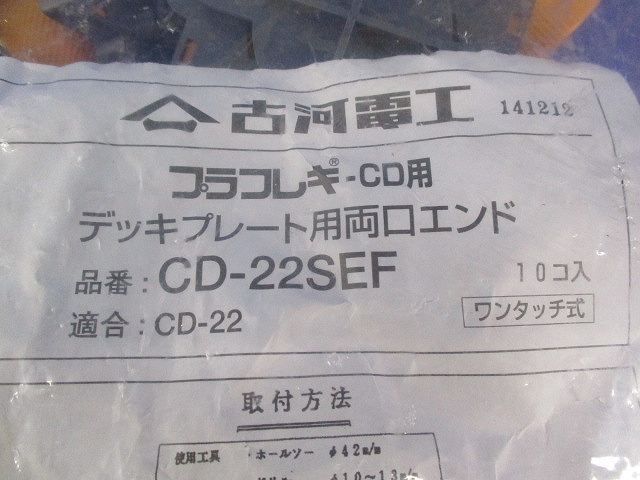 古河電工 141212
プラフレキ®-CD用
デッキプレート用両口エンド
品番：CD-22SEF 10コ入
適合：CD-22 ワンタッチ式
取付方法
使用工具 ・ホールソー φ42m/m
φ10～13m/m